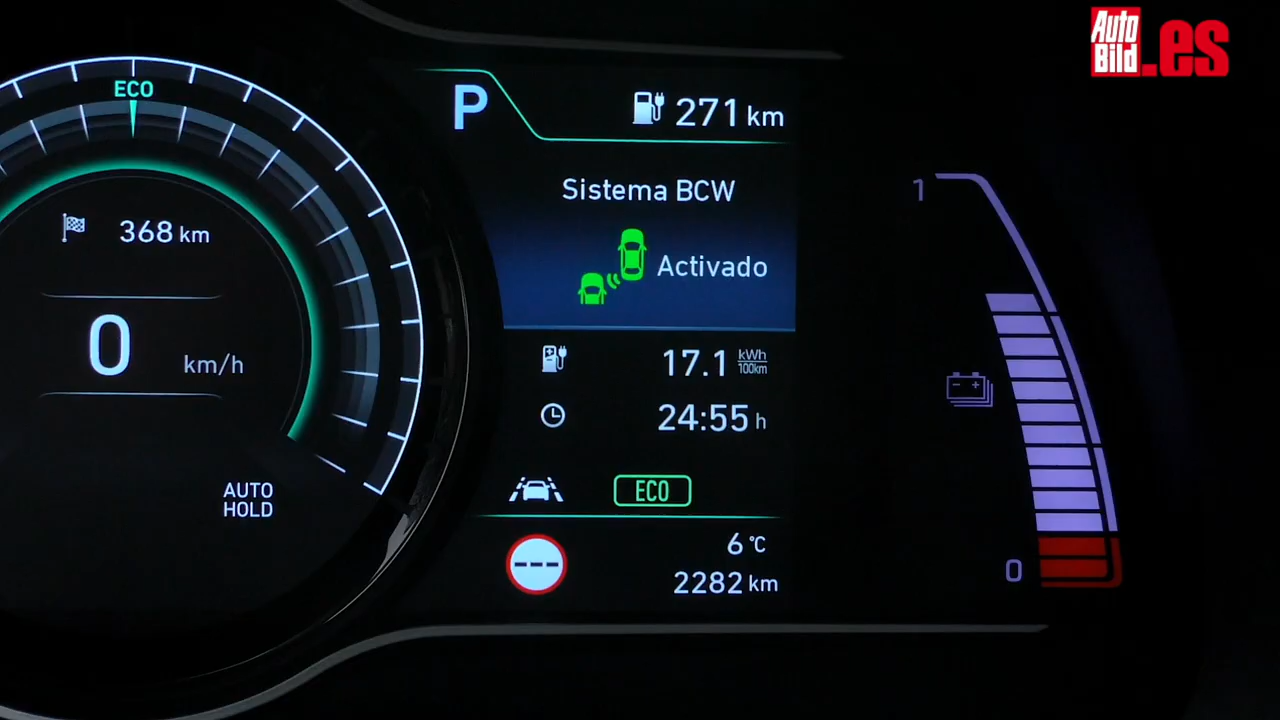 Auto
Bild.es
ECO
P
271 km
Sistema BCW
1
368 km
Activado
0 km/h
17.1 kWh/100km
24:55 h
AUTO
HOLD
ECO
6 °C
0
2282 km